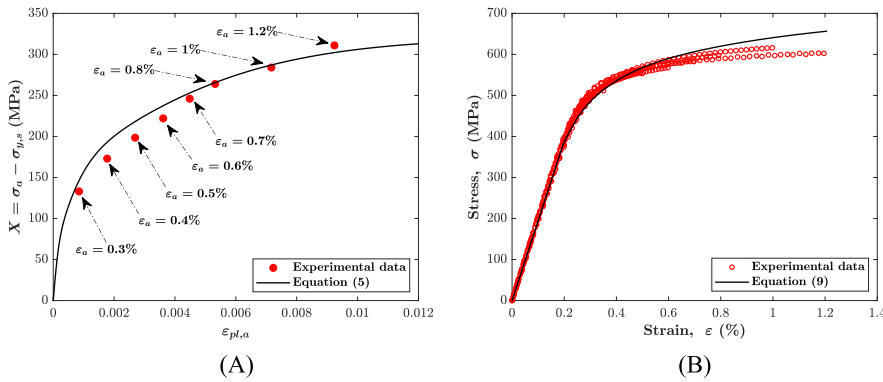 350
300
250
200
150
100
50
0
X = σₐ − σ_y,s (MPa)
εₐ = 1.2%
εₐ = 1%
εₐ = 0.8%
εₐ = 0.7%
εₐ = 0.6%
εₐ = 0.5%
εₐ = 0.4%
εₐ = 0.3%
Experimental data
Equation (5)
0 0.002 0.004 0.006 0.008 0.01 0.012
ε_pl,a
(A)
700
600
500
400
300
200
100
0
Stress, σ (MPa)
Experimental data
Equation (9)
0 0.2 0.4 0.6 0.8 1 1.2 1.4
Strain, ε (%)
(B)